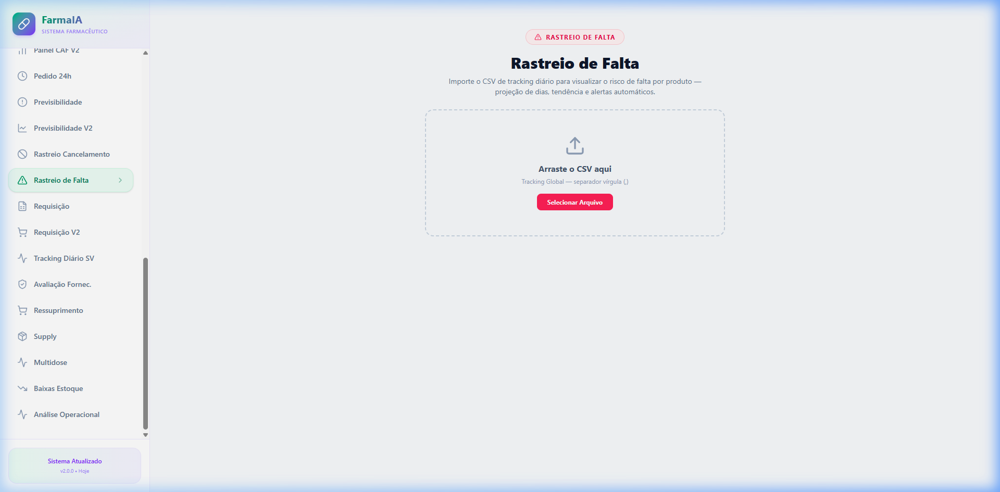 FarmaIA
SISTEMA FARMACÊUTICO
Painel CAF V2
Pedido 24h
Previsibilidade
Previsibilidade V2
Rastreio Cancelamento
Rastreio de Falta
Requisição
Requisição V2
Tracking Diário SV
Avaliação Fornec.
Ressuprimento
Supply
Multidose
Baixas Estoque
Análise Operacional
Sistema Atualizado
v2.0.0 • Hoje
RASTREIO DE FALTA
Rastreio de Falta
Importe o CSV de tracking diário para visualizar o risco de falta por produto —
projeção de dias, tendência e alertas automáticos.
Arraste o CSV aqui
Tracking Global — separador vírgula (,)
Selecionar Arquivo